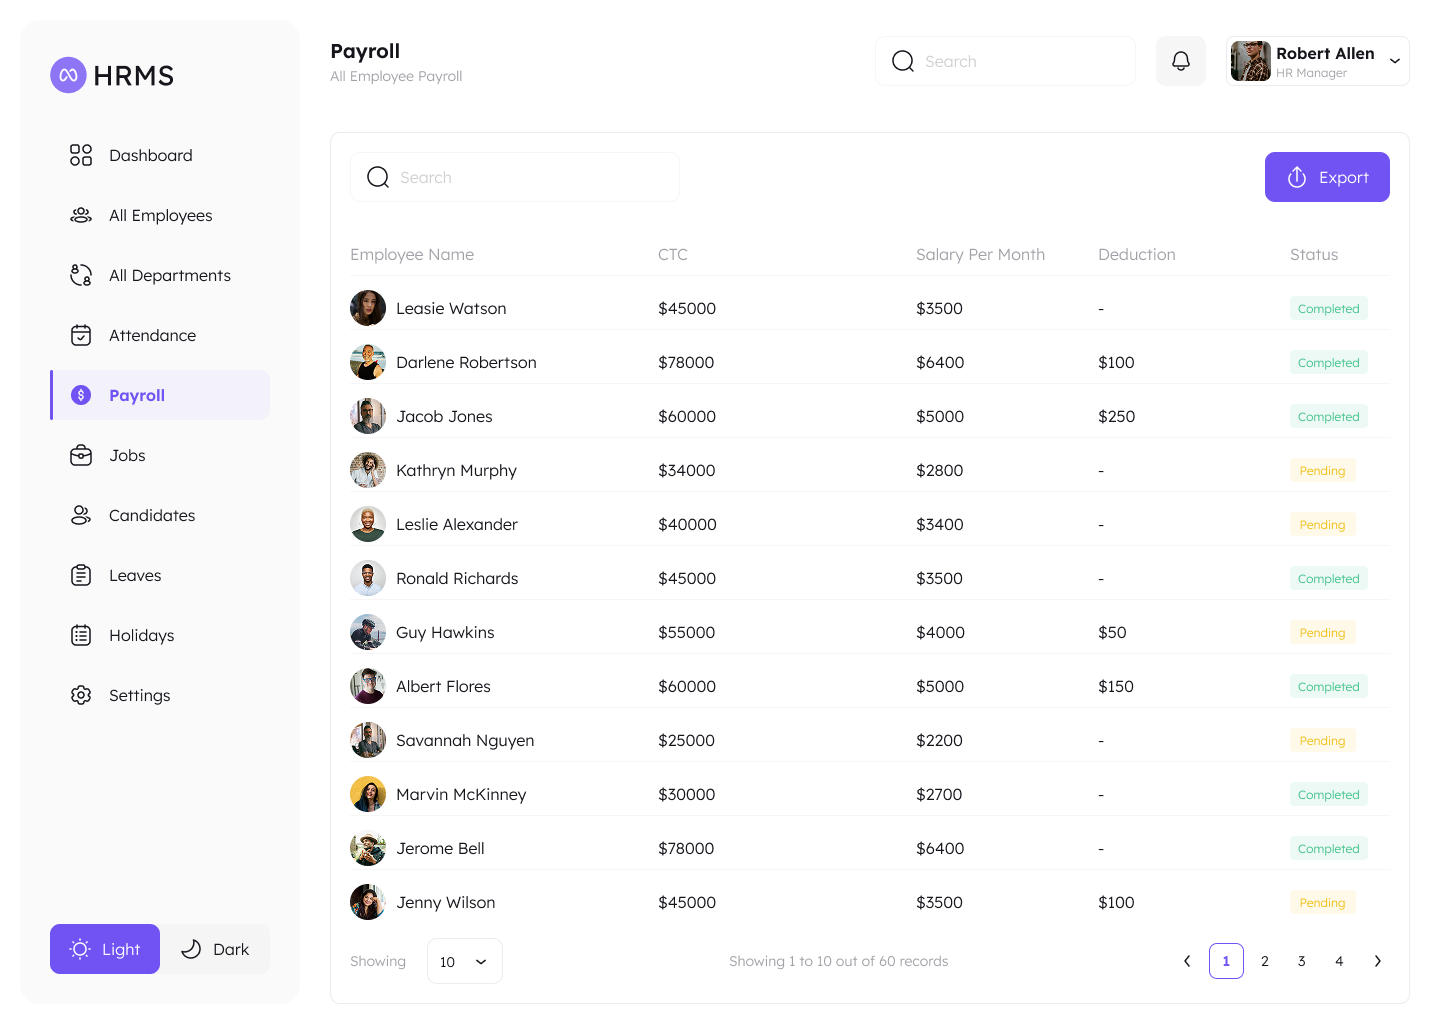 HRMS
Dashboard
All Employees
All Departments
Attendance
Payroll
Jobs
Candidates
Leaves
Holidays
Settings
Light Dark
Payroll
All Employee Payroll
Search
Robert Allen
HR Manager
Search
Export
Employee Name CTC Salary Per Month Deduction Status
Leasie Watson $45000 $3500 - Completed
Darlene Robertson $78000 $6400 $100 Completed
Jacob Jones $60000 $5000 $250 Completed
Kathryn Murphy $34000 $2800 - Pending
Leslie Alexander $40000 $3400 - Pending
Ronald Richards $45000 $3500 - Completed
Guy Hawkins $55000 $4000 $50 Pending
Albert Flores $60000 $5000 $150 Completed
Savannah Nguyen $25000 $2200 - Pending
Marvin McKinney $30000 $2700 - Completed
Jerome Bell $78000 $6400 - Completed
Jenny Wilson $45000 $3500 $100 Pending
Showing 10 Showing 1 to 10 out of 60 records 1 2 3 4